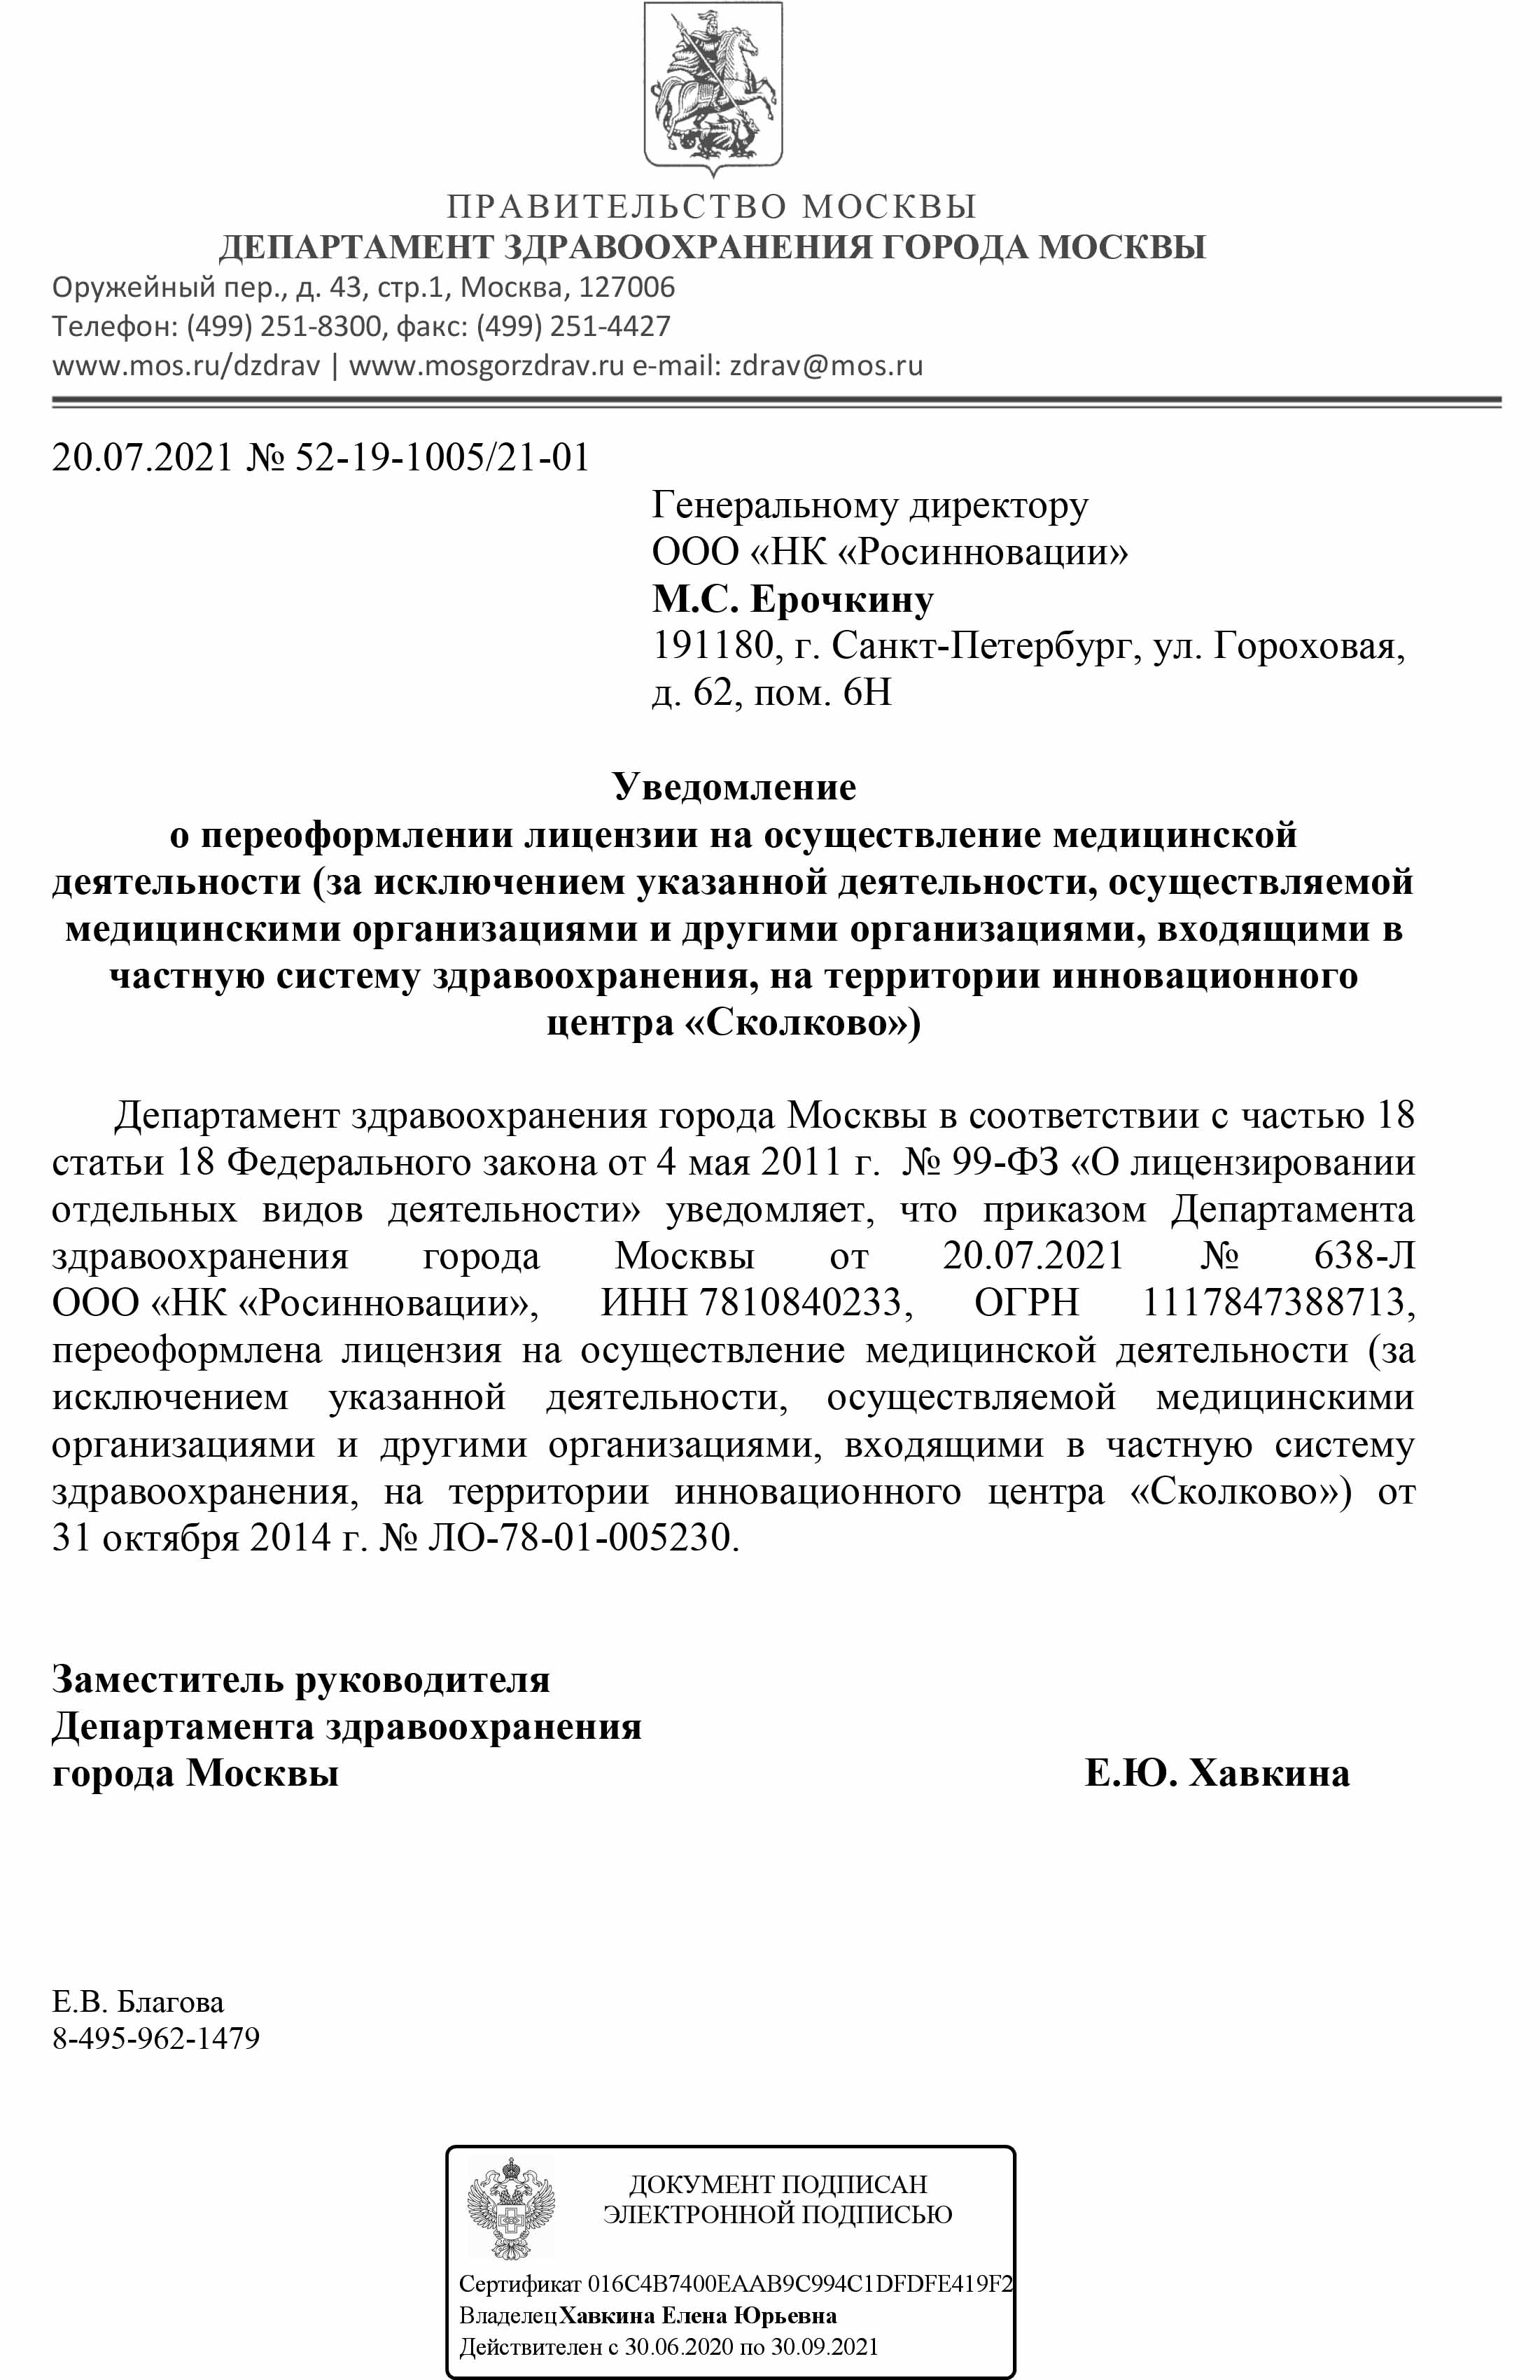 ПРАВИТЕЛЬСТВО МОСКВЫ
ДЕПАРТАМЕНТ ЗДРАВООХРАНЕНИЯ ГОРОДА МОСКВЫ
Оружейный пер., д. 43, стр.1, Москва, 127006
Телефон: (499) 251-8300, факс: (499) 251-4427
www.mos.ru/dzdrav | www.mosgorzdrav.ru e-mail: zdrav@mos.ru
20.07.2021 № 52-19-1005/21-01
Генеральному директору
ООО «НК «Росинновации»
М.С. Ерочкину
191180, г. Санкт-Петербург, ул. Гороховая,
д. 62, пом. 6Н
Уведомление
о переоформлении лицензии на осуществление медицинской
деятельности (за исключением указанной деятельности, осуществляемой
медицинскими организациями и другими организациями, входящими в
частную систему здравоохранения, на территории инновационного
центра «Сколково»)
Департамент здравоохранения города Москвы в соответствии с частью 18
статьи 18 Федерального закона от 4 мая 2011 г. № 99-ФЗ «О лицензировании
отдельных видов деятельности» уведомляет, что приказом Департамента
здравоохранения города Москвы от 20.07.2021 № 638-Л
ООО «НК «Росинновации», ИНН 7810840233, ОГРН 1117847388713,
переоформлена лицензия на осуществление медицинской деятельности (за
исключением указанной деятельности, осуществляемой медицинскими
организациями и другими организациями, входящими в частную систему
здравоохранения, на территории инновационного центра «Сколково») от
31 октября 2014 г. № ЛО-78-01-005230.
Заместитель руководителя
Департамента здравоохранения
города Москвы Е.Ю. Хавкина
Е.В. Благова
8-495-962-1479
ДОКУМЕНТ ПОДПИСАН
ЭЛЕКТРОННОЙ ПОДПИСЬЮ
Сертификат 016C4B7400EAAB9C994C1DFDFE419F2
Владелец Хавкина Елена Юрьевна
Действителен с 30.06.2020 по 30.09.2021